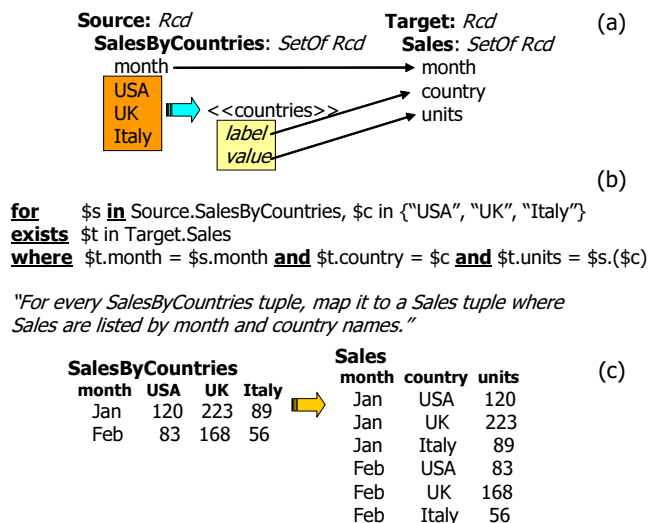 Source: Rcd Target: Rcd (a)
SalesByCountries: SetOf Rcd Sales: SetOf Rcd
month month
USA country
UK <<countries>> units
Italy label
value
(b)
for $s in Source.SalesByCountries, $c in {“USA”, “UK”, “Italy”}
exists $t in Target.Sales
where $t.month = $s.month and $t.country = $c and $t.units = $s.($c)
“For every SalesByCountries tuple, map it to a Sales tuple where
Sales are listed by month and country names.”
SalesByCountries
month USA UK Italy
Jan 120 223 89
Feb 83 168 56
Sales
month country units
Jan USA 120
Jan UK 223
Jan Italy 89
Feb USA 83
Feb UK 168
Feb Italy 56
(c)